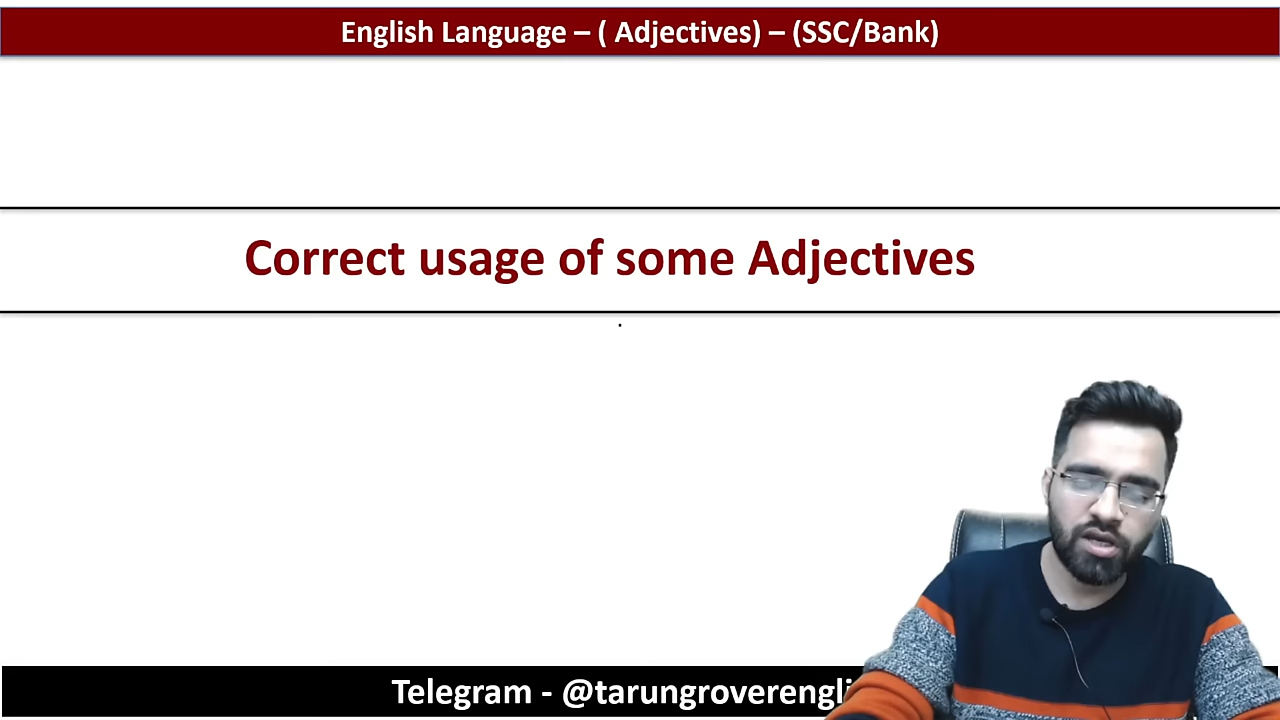 English Language – ( Adjectives) – (SSC/Bank)
Correct usage of some Adjectives
.
Telegram - @tarungroverengli